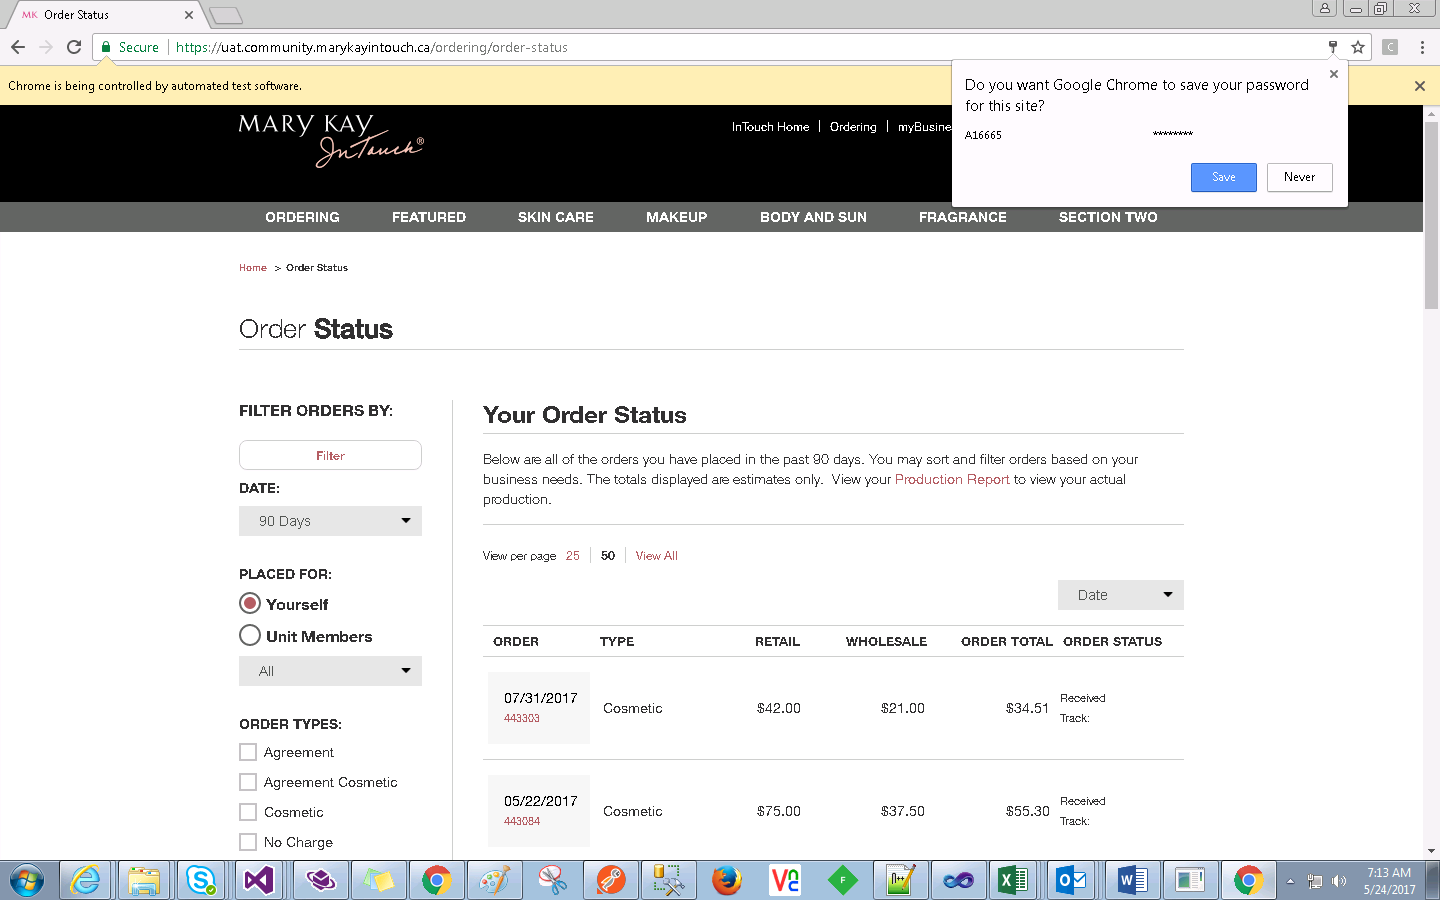 MK Order Status
Secure https://uat.community.marykayintouch.ca/ordering/order-status
Chrome is being controlled by automated test software.
Do you want Google Chrome to save your password
for this site?
A16665 ********
Save Never
MARY KAY
InTouch®
InTouch Home Ordering
ORDERING FEATURED SKIN CARE MAKEUP BODY AND SUN FRAGRANCE SECTION TWO
Home > Order Status
Order Status
FILTER ORDERS BY:
Filter
DATE:
90 Days
PLACED FOR:
Yourself
Unit Members
All
ORDER TYPES:
Agreement
Agreement Cosmetic
Cosmetic
No Charge
Your Order Status
Below are all of the orders you have placed in the past 90 days. You may sort and filter orders based on your
business needs. The totals displayed are estimates only. View your Production Report to view your actual
production.
View per page 25 50 View All
Date
ORDER TYPE RETAIL WHOLESALE ORDER TOTAL ORDER STATUS
07/31/2017
443303
Cosmetic $42.00 $21.00 $34.51
Received
Track:
05/22/2017
443084
Cosmetic $75.00 $37.50 $55.30
Received
Track:
7:13 AM
5/24/2017